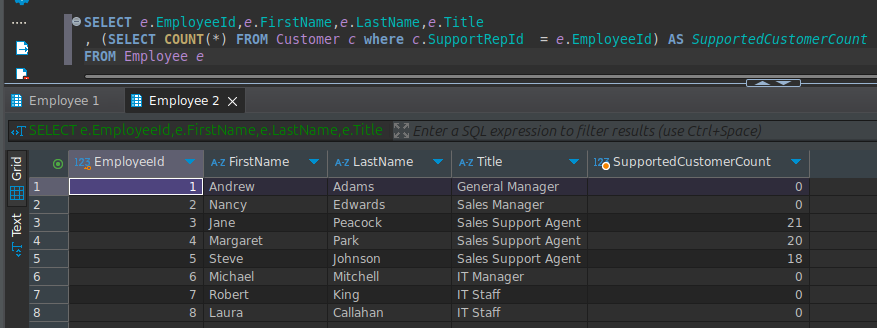 SELECT e.EmployeeId,e.FirstName,e.LastName,e.Title
, (SELECT COUNT(*) FROM Customer c where c.SupportRepId  = e.EmployeeId) AS SupportedCustomerCount
FROM Employee e
Employee 1 Employee 2
SELECT e.EmployeeId,e.FirstName,e.LastName,e.Title Enter a SQL expression to filter results (use Ctrl+Space)
Grid
Text
123 EmployeeId A-Z FirstName A-Z LastName A-Z Title 123 SupportedCustomerCount
1 1 Andrew Adams General Manager 0
2 2 Nancy Edwards Sales Manager 0
3 3 Jane Peacock Sales Support Agent 21
4 4 Margaret Park Sales Support Agent 20
5 5 Steve Johnson Sales Support Agent 18
6 6 Michael Mitchell IT Manager 0
7 7 Robert King IT Staff 0
8 8 Laura Callahan IT Staff 0